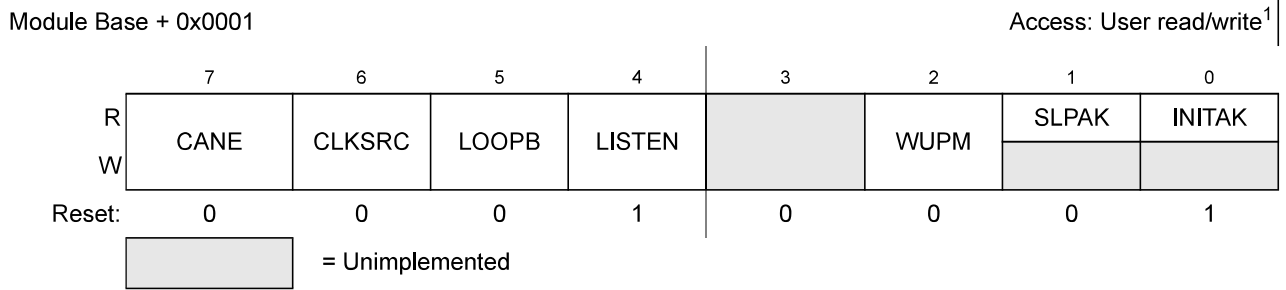 Module Base + 0x0001 Access: User read/write1
7 6 5 4 3 2 1 0
R CANE CLKSRC LOOPB LISTEN WUPM SLPAK INITAK
W
Reset: 0 0 0 1 0 0 0 1
= Unimplemented